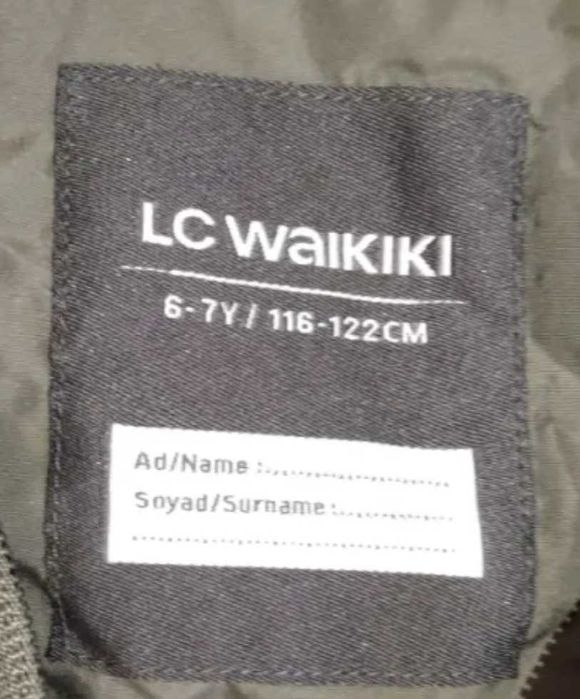 LC WAIKIKI
6-7Y / 116-122CM
Ad/Name :....................
Soyad/Surname :.............
........................................